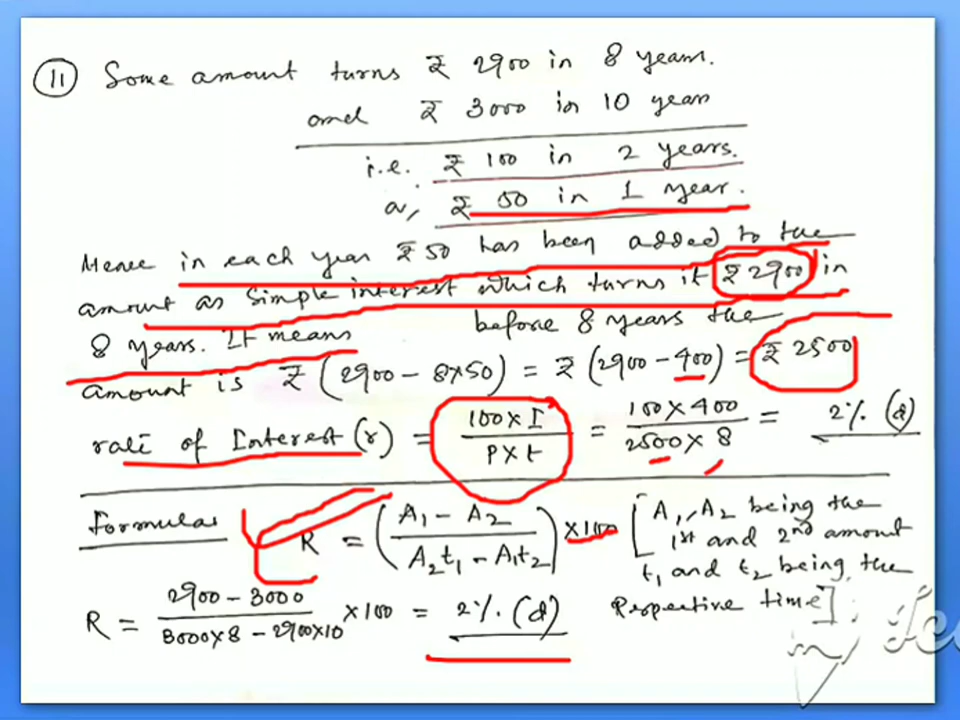 11 Some amount turns ₹ 2900 in 8 years.
and ₹ 3000 in 10 year
i.e. ₹ 100 in 2 years.
or, ₹ 50 in 1 year.
Hence in each year ₹ 50 has been added to the
amount as simple interest which turns it ₹ 2900 in
8 years. It means before 8 years the
amount is ₹ (2900 - 8×50) = ₹ (2900 - 400) = ₹ 2500
rate of Interest (r) = 100×I / P×t = 100×400 / 2500×8 = 2% (d)
Formulas R = (A₁ - A₂ / A₂t₁ - A₁t₂) ×100 [A₁, A₂ being the
1st and 2nd amount
t₁ and t₂ being the
Rspective time]
R = 2900 - 3000 / 3000×8 - 2900×10 ×100 = 2% (d)